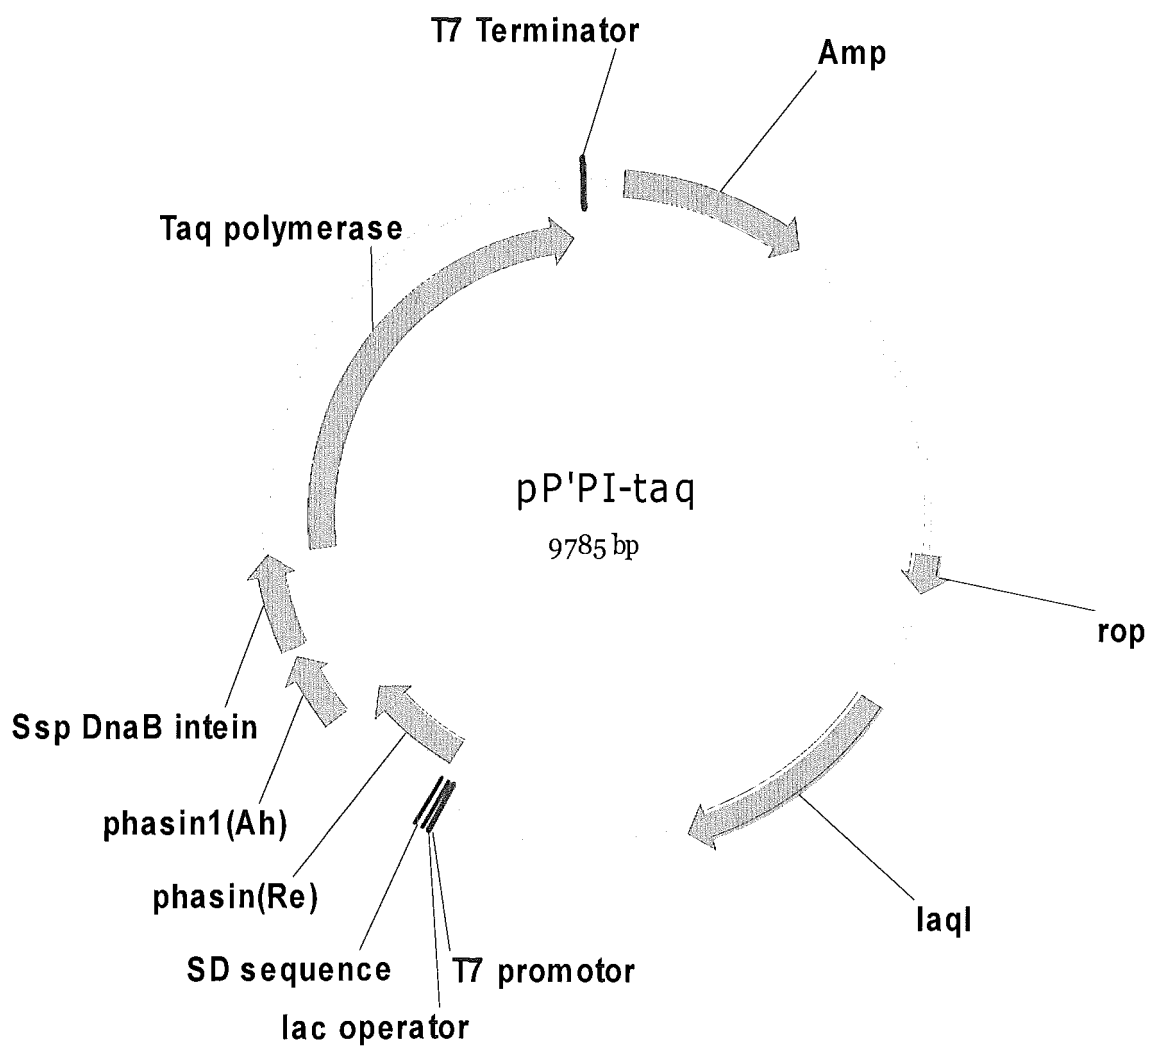 T7 Terminator
Amp
Taq polymerase
pP'PI-taq
9785 bp
rop
Ssp DnaB intein
phasin1(Ah)
phasin(Re)
laqI
SD sequence
T7 promotor
lac operator